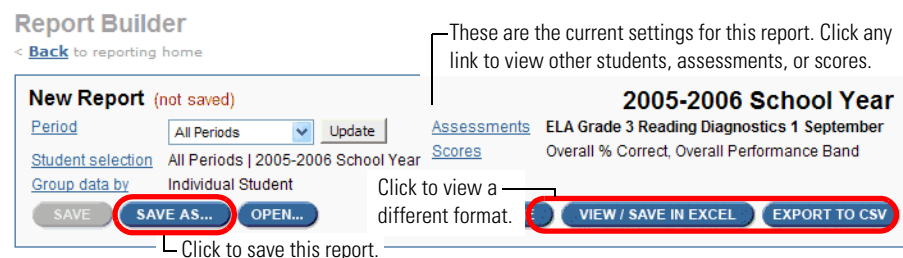 Report Builder
< Back to reporting home
These are the current settings for this report. Click any
link to view other students, assessments, or scores.
New Report (not saved)
2005-2006 School Year
Period All Periods Update
Assessments ELA Grade 3 Reading Diagnostics 1 September
Student selection All Periods | 2005-2006 School Year
Scores Overall % Correct, Overall Performance Band
Group data by Individual Student
Click to view a
different format.
SAVE SAVE AS... OPEN... VIEW / SAVE IN EXCEL EXPORT TO CSV
Click to save this report.